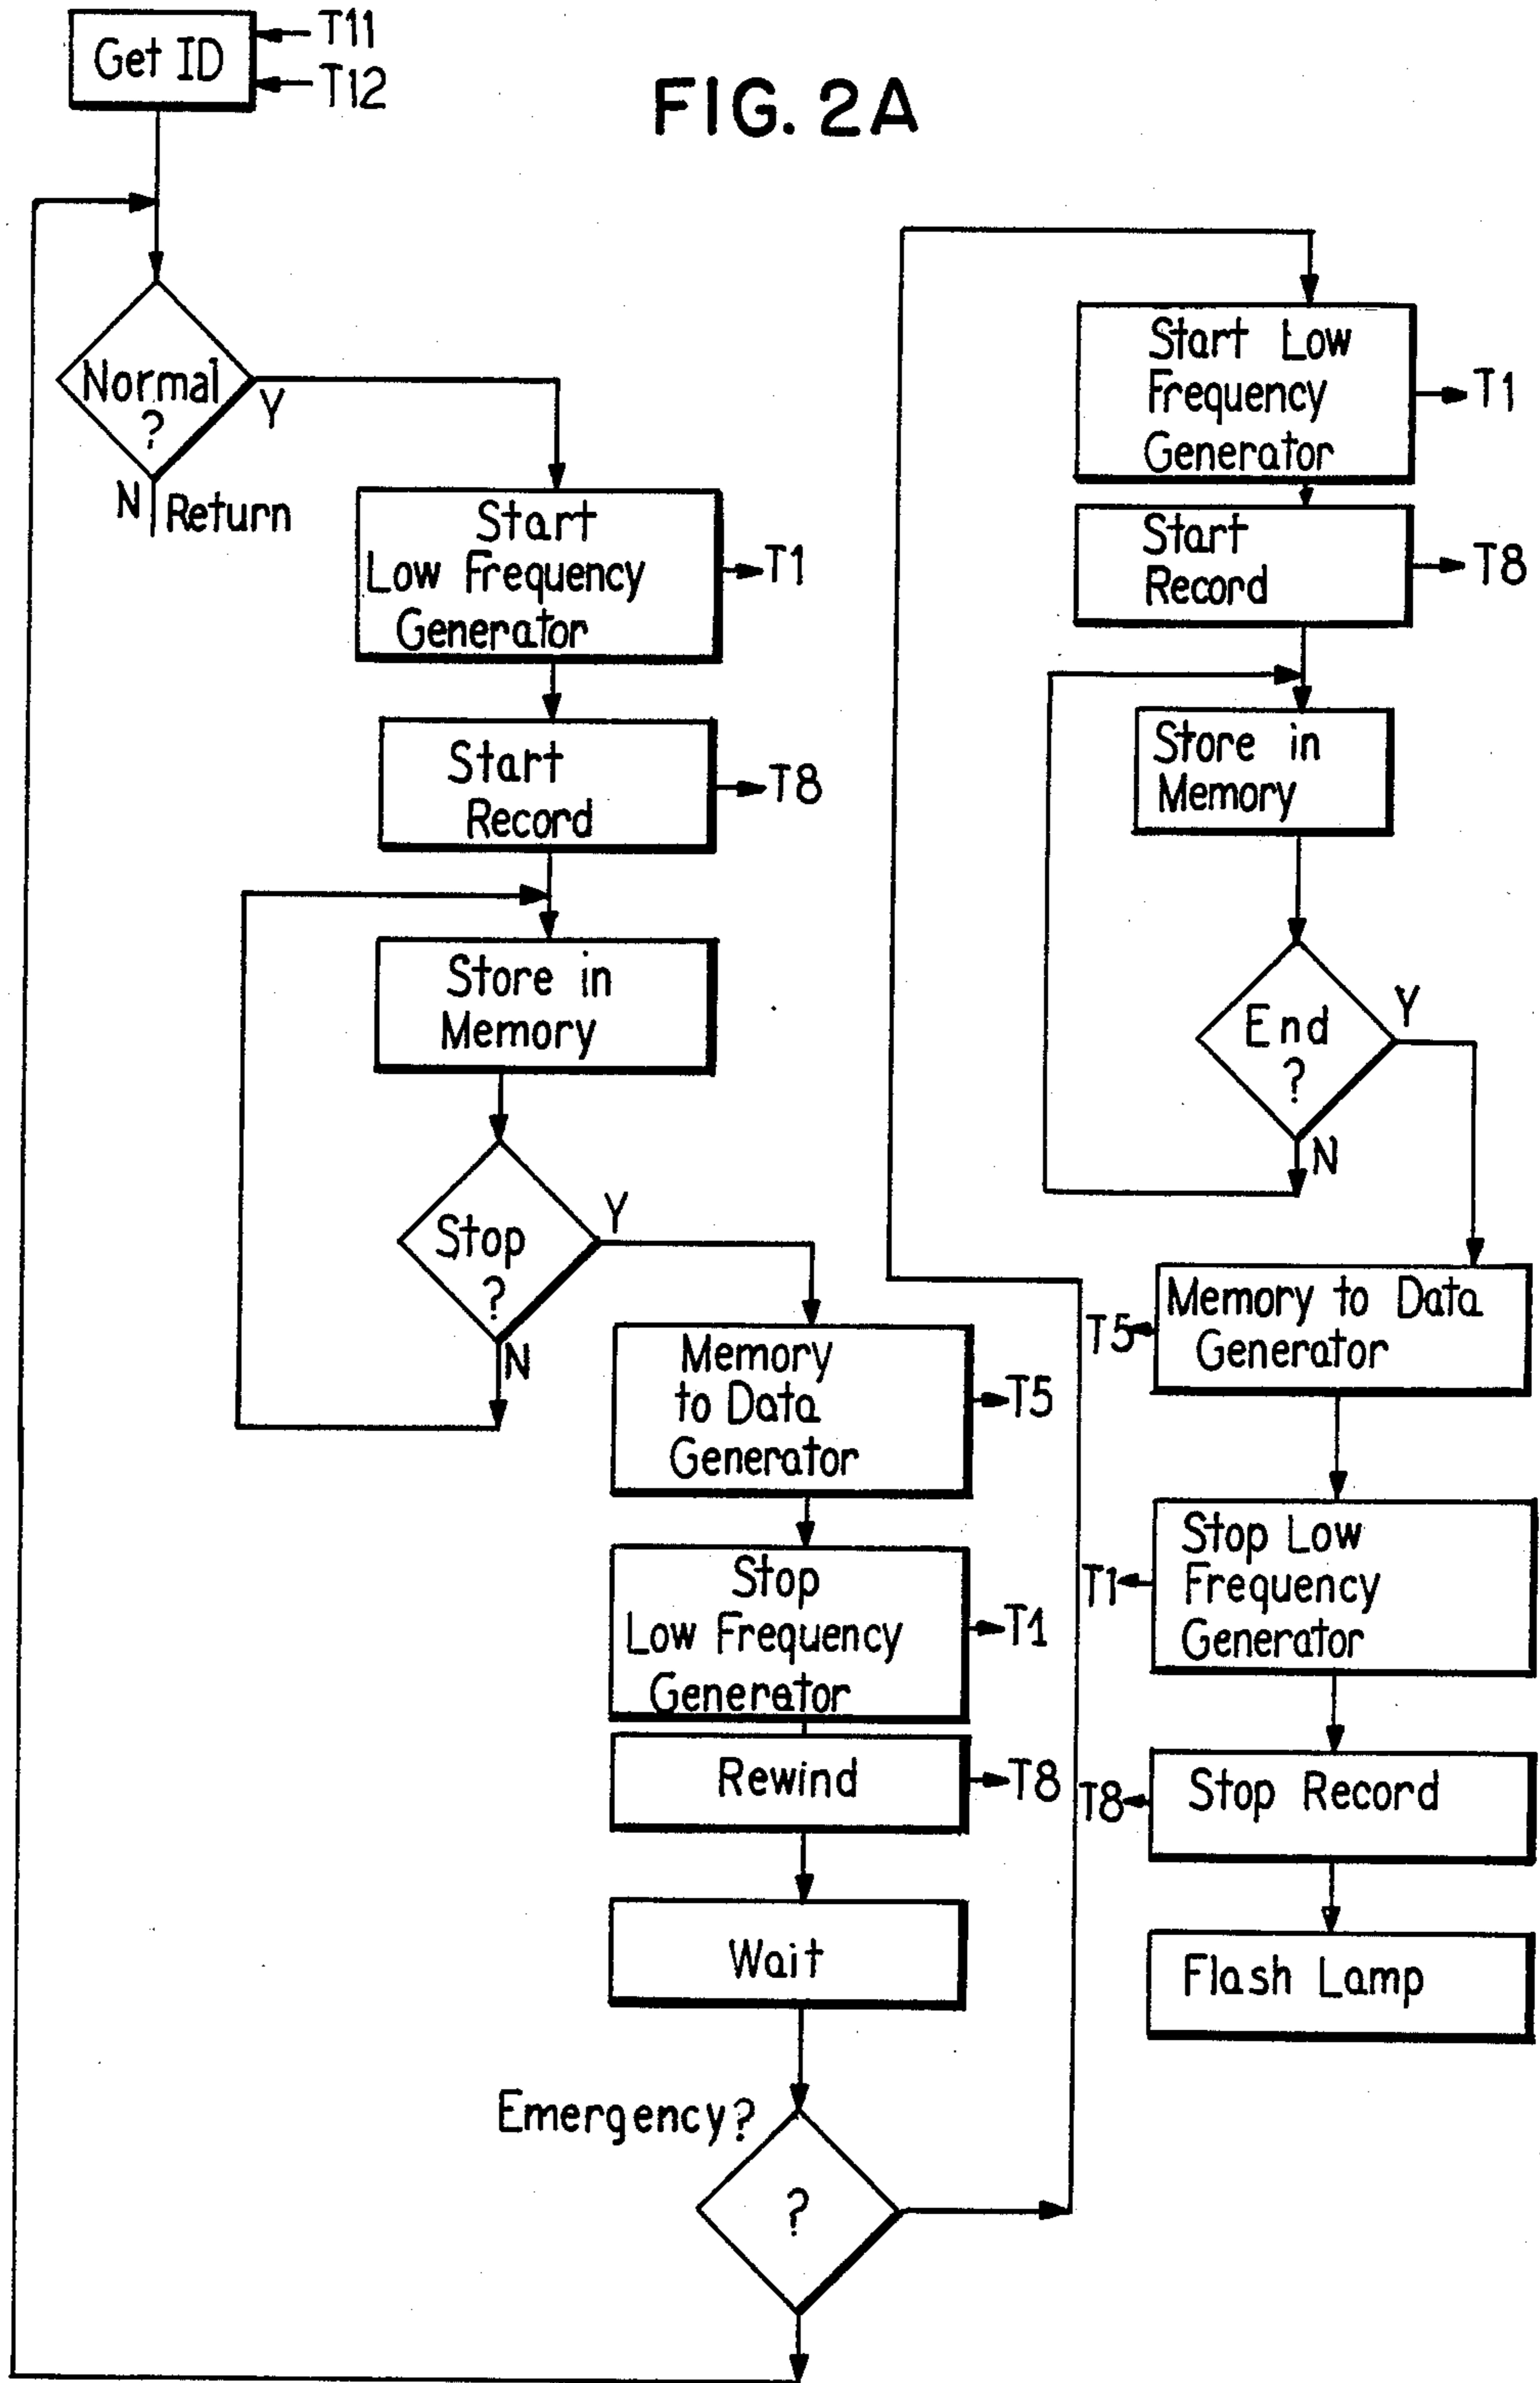 Get ID
T11
T12
FIG. 2A
Normal
?
Y
N
Return
Start
Low Frequency
Generator
T1
Start
Record
T8
Store in
Memory
Stop
?
Y
N
Memory
to Data
Generator
T5
Stop
Low Frequency
Generator
T1
Rewind
T8
Wait
Emergency?
?
Start Low
Frequency
Generator
T1
Start
Record
T8
Store in
Memory
End
?
Y
N
Memory to Data
Generator
T5
Stop Low
Frequency
Generator
T1
Stop Record
T8
Flash Lamp